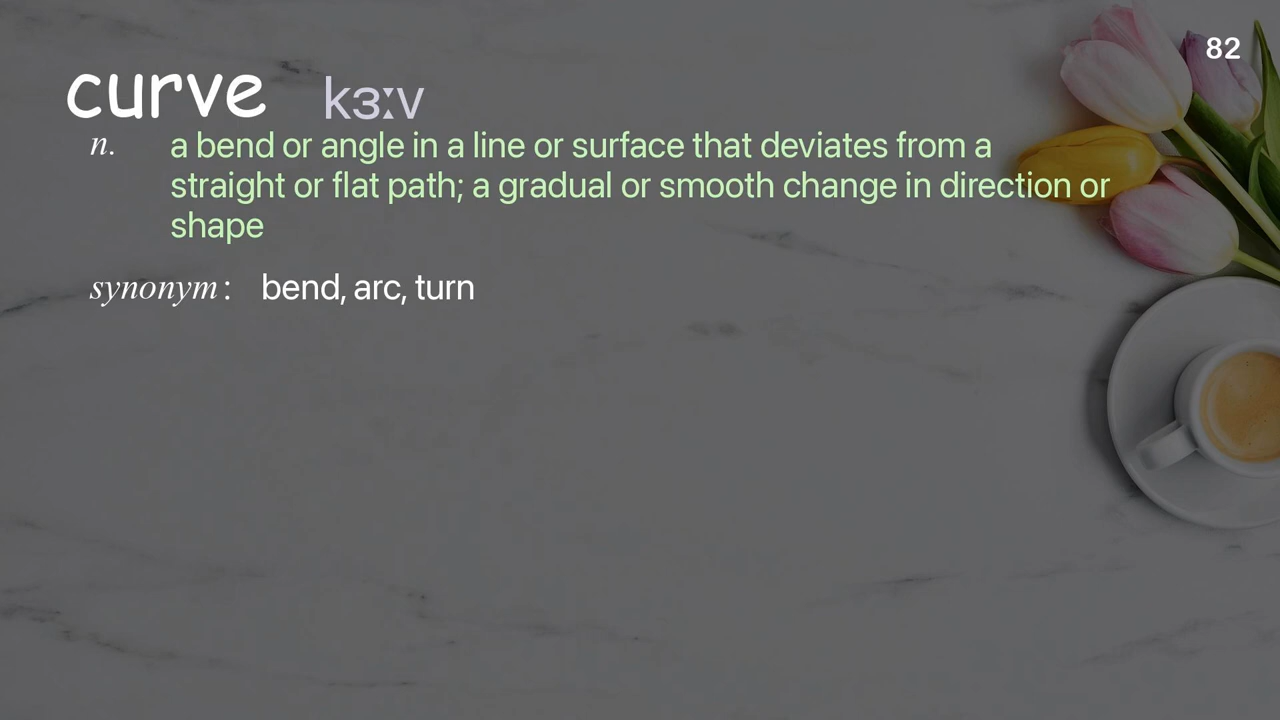 82
curve kɜːv
n. a bend or angle in a line or surface that deviates from a
straight or flat path; a gradual or smooth change in direction or
shape
synonym : bend, arc, turn